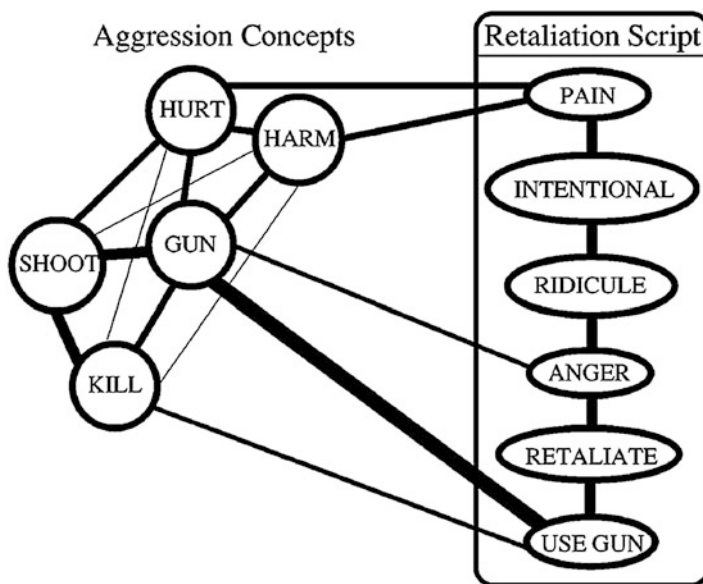 Aggression Concepts
Retaliation Script
HURT
HARM
GUN
SHOOT
KILL
PAIN
INTENTIONAL
RIDICULE
ANGER
RETALIATE
USE GUN